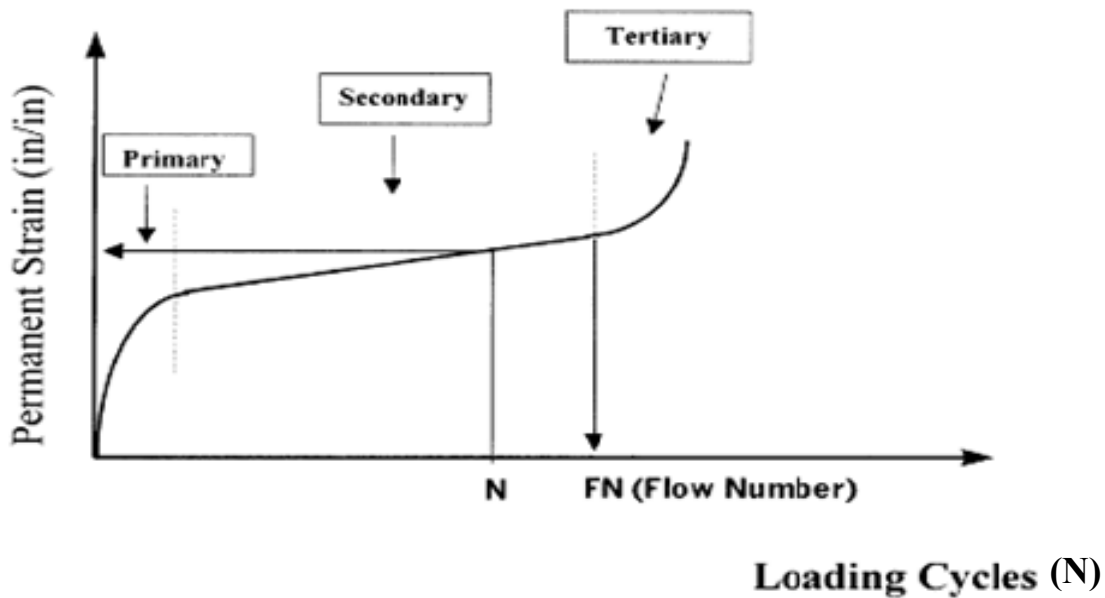 Tertiary
Secondary
Primary
Permanent Strain (in/in)
N
FN (Flow Number)
Loading Cycles (N)